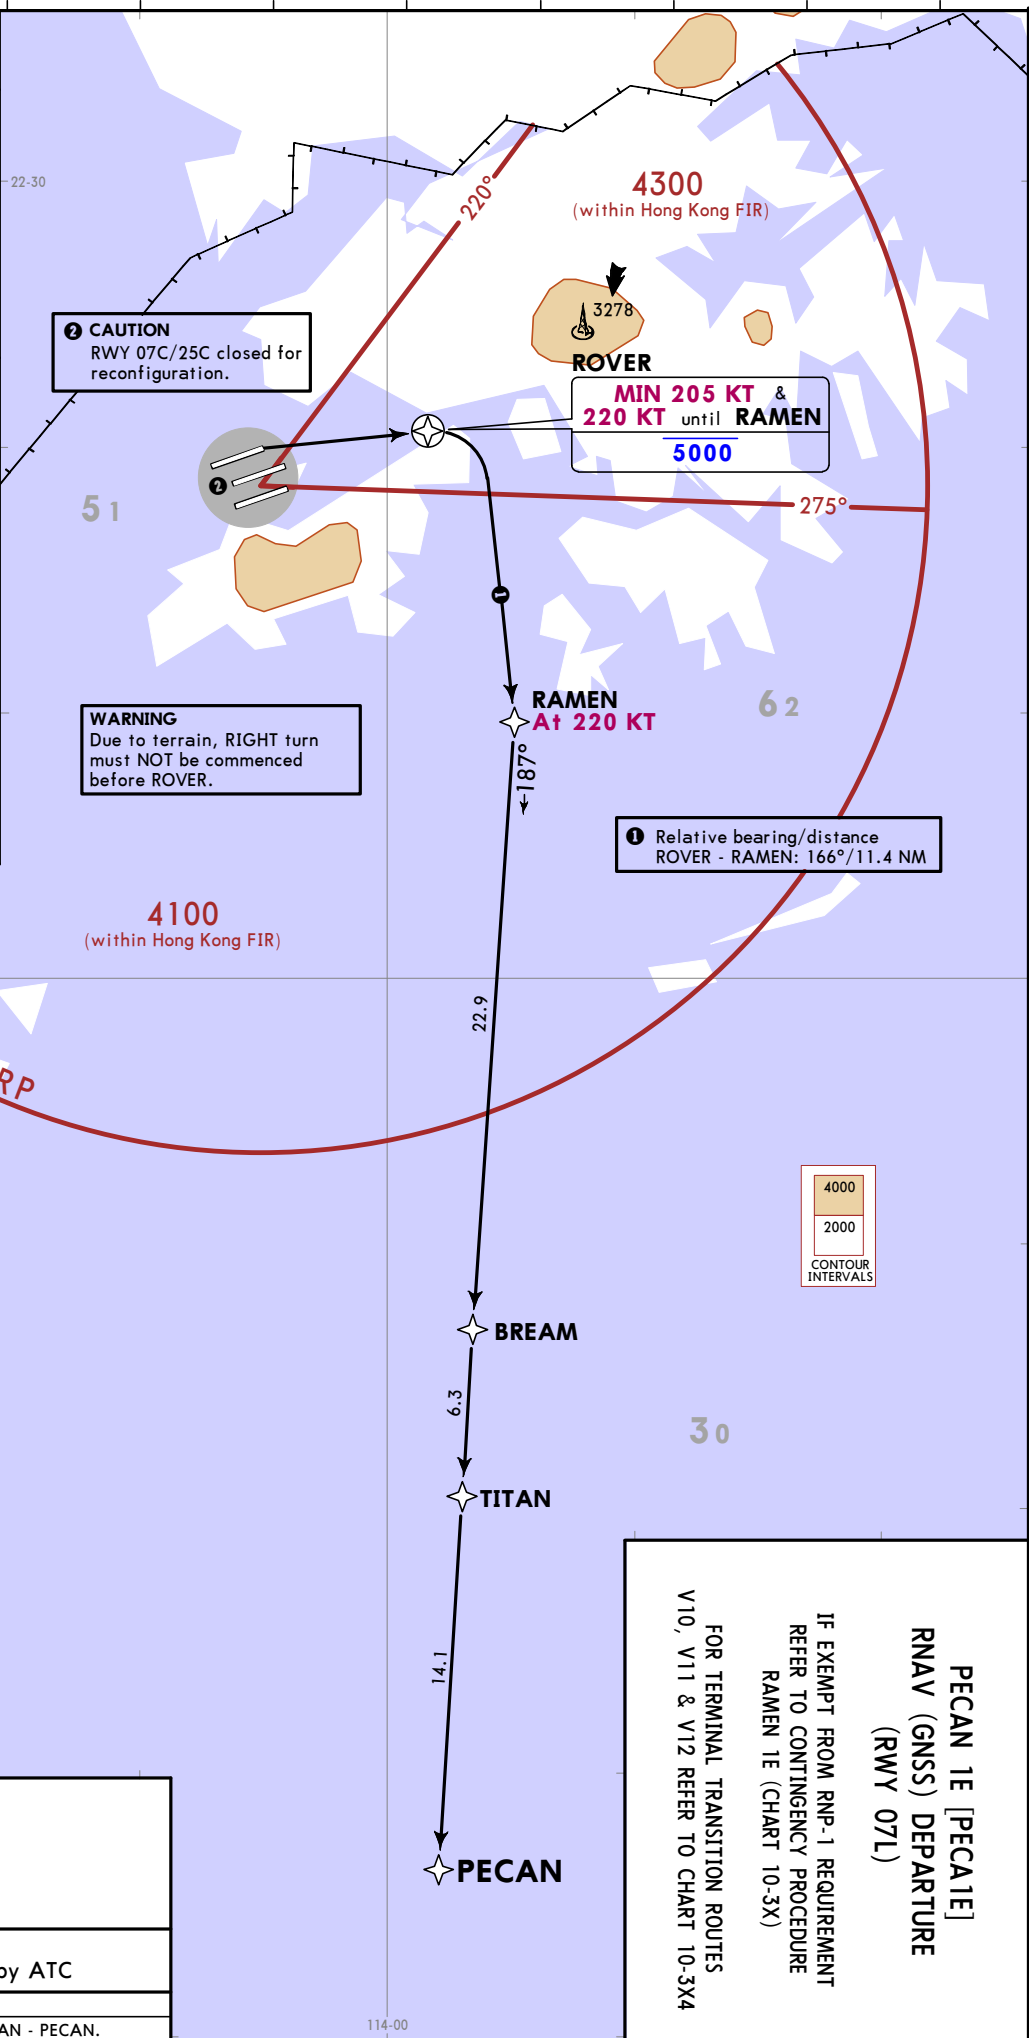 22-30
220°
4300
(within Hong Kong FIR)
3278
❷ CAUTION
RWY 07C/25C closed for
reconfiguration.
ROVER
MIN 205 KT &
220 KT until RAMEN
5000
❷
51
275°
❶
RAMEN
At 220 KT
62
WARNING
Due to terrain, RIGHT turn
must NOT be commenced
before ROVER.
187°
❶ Relative bearing/distance
ROVER - RAMEN: 166°/11.4 NM
4100
(within Hong Kong FIR)
22.9
RP
4000
2000
CONTOUR
INTERVALS
BREAM
6.3
30
TITAN
14.1
PECAN
PECAN 1E [PECA1E]
RNAV (GNSS) DEPARTURE
(RWY 07L)
IF EXEMPT FROM RNP-1 REQUIREMENT
REFER TO CONTINGENCY PROCEDURE
RAMEN 1E (CHART 10-3X)
FOR TERMINAL TRANSITION ROUTES
V10, V11 & V12 REFER TO CHART 10-3X4
by ATC
AN - PECAN.
114-00